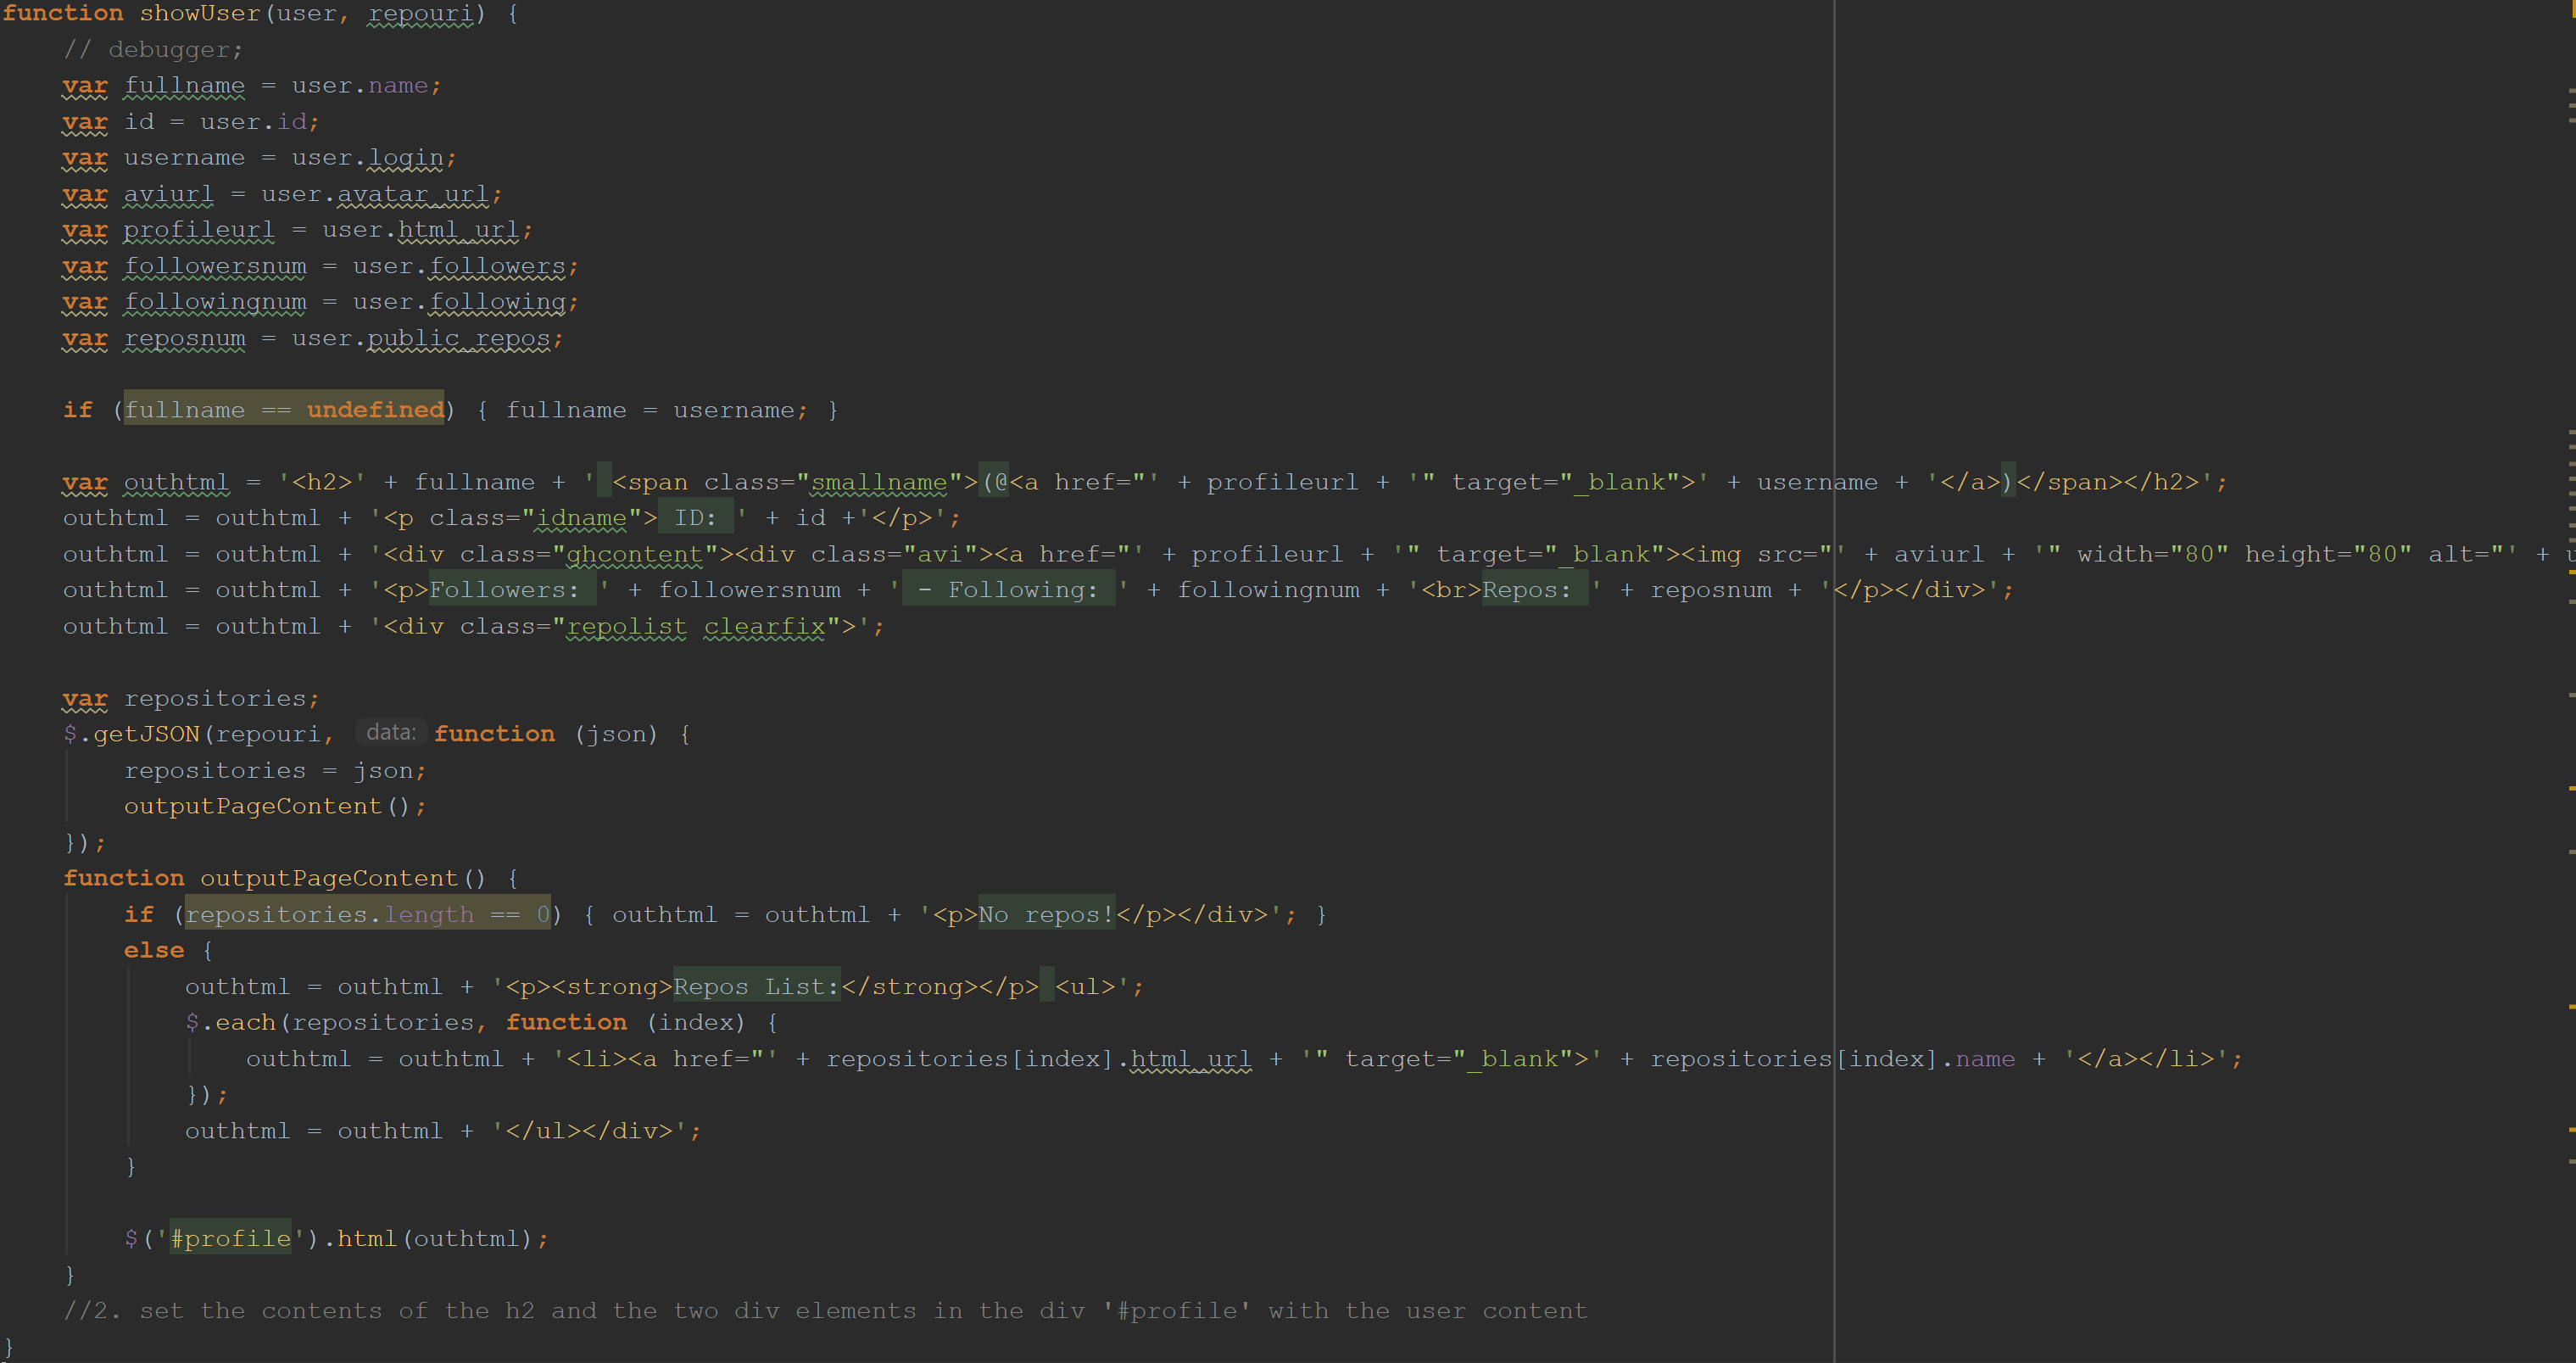 function showUser(user, repouri) {
// debugger;
var fullname = user.name;
var id = user.id;
var username = user.login;
var aviurl = user.avatar_url;
var profileurl = user.html_url;
var followersnum = user.followers;
var followingnum = user.following;
var reposnum = user.public_repos;
if (fullname == undefined) { fullname = username; }
var outhtml = '<h2>' + fullname + ' <span class="smallname">(@<a href="' + profileurl + '" target="_blank">' + username + '</a>)</span></h2>';
outhtml = outhtml + '<p class="idname"> ID: ' + id +'</p>';
outhtml = outhtml + '<div class="ghcontent"><div class="avi"><a href="' + profileurl + '" target="_blank"><img src="' + aviurl + '" width="80" height="80" alt="' +
outhtml = outhtml + '<p>Followers: ' + followersnum + ' - Following: ' + followingnum + '<br>Repos: ' + reposnum + '</p></div>';
outhtml = outhtml + '<div class="repolist clearfix">';
var repositories;
$.getJSON(repouri, data: function (json) {
repositories = json;
outputPageContent();
});
function outputPageContent() {
if (repositories.length == 0) { outhtml = outhtml + '<p>No repos!</p></div>'; }
else {
outhtml = outhtml + '<p><strong>Repos List:</strong></p> <ul>';
$.each(repositories, function (index) {
outhtml = outhtml + '<li><a href="' + repositories[index].html_url + '" target="_blank">' + repositories[index].name + '</a></li>';
});
outhtml = outhtml + '</ul></div>';
}
$('#profile').html(outhtml);
}
//2. set the contents of the h2 and the two div elements in the div '#profile' with the user content
}